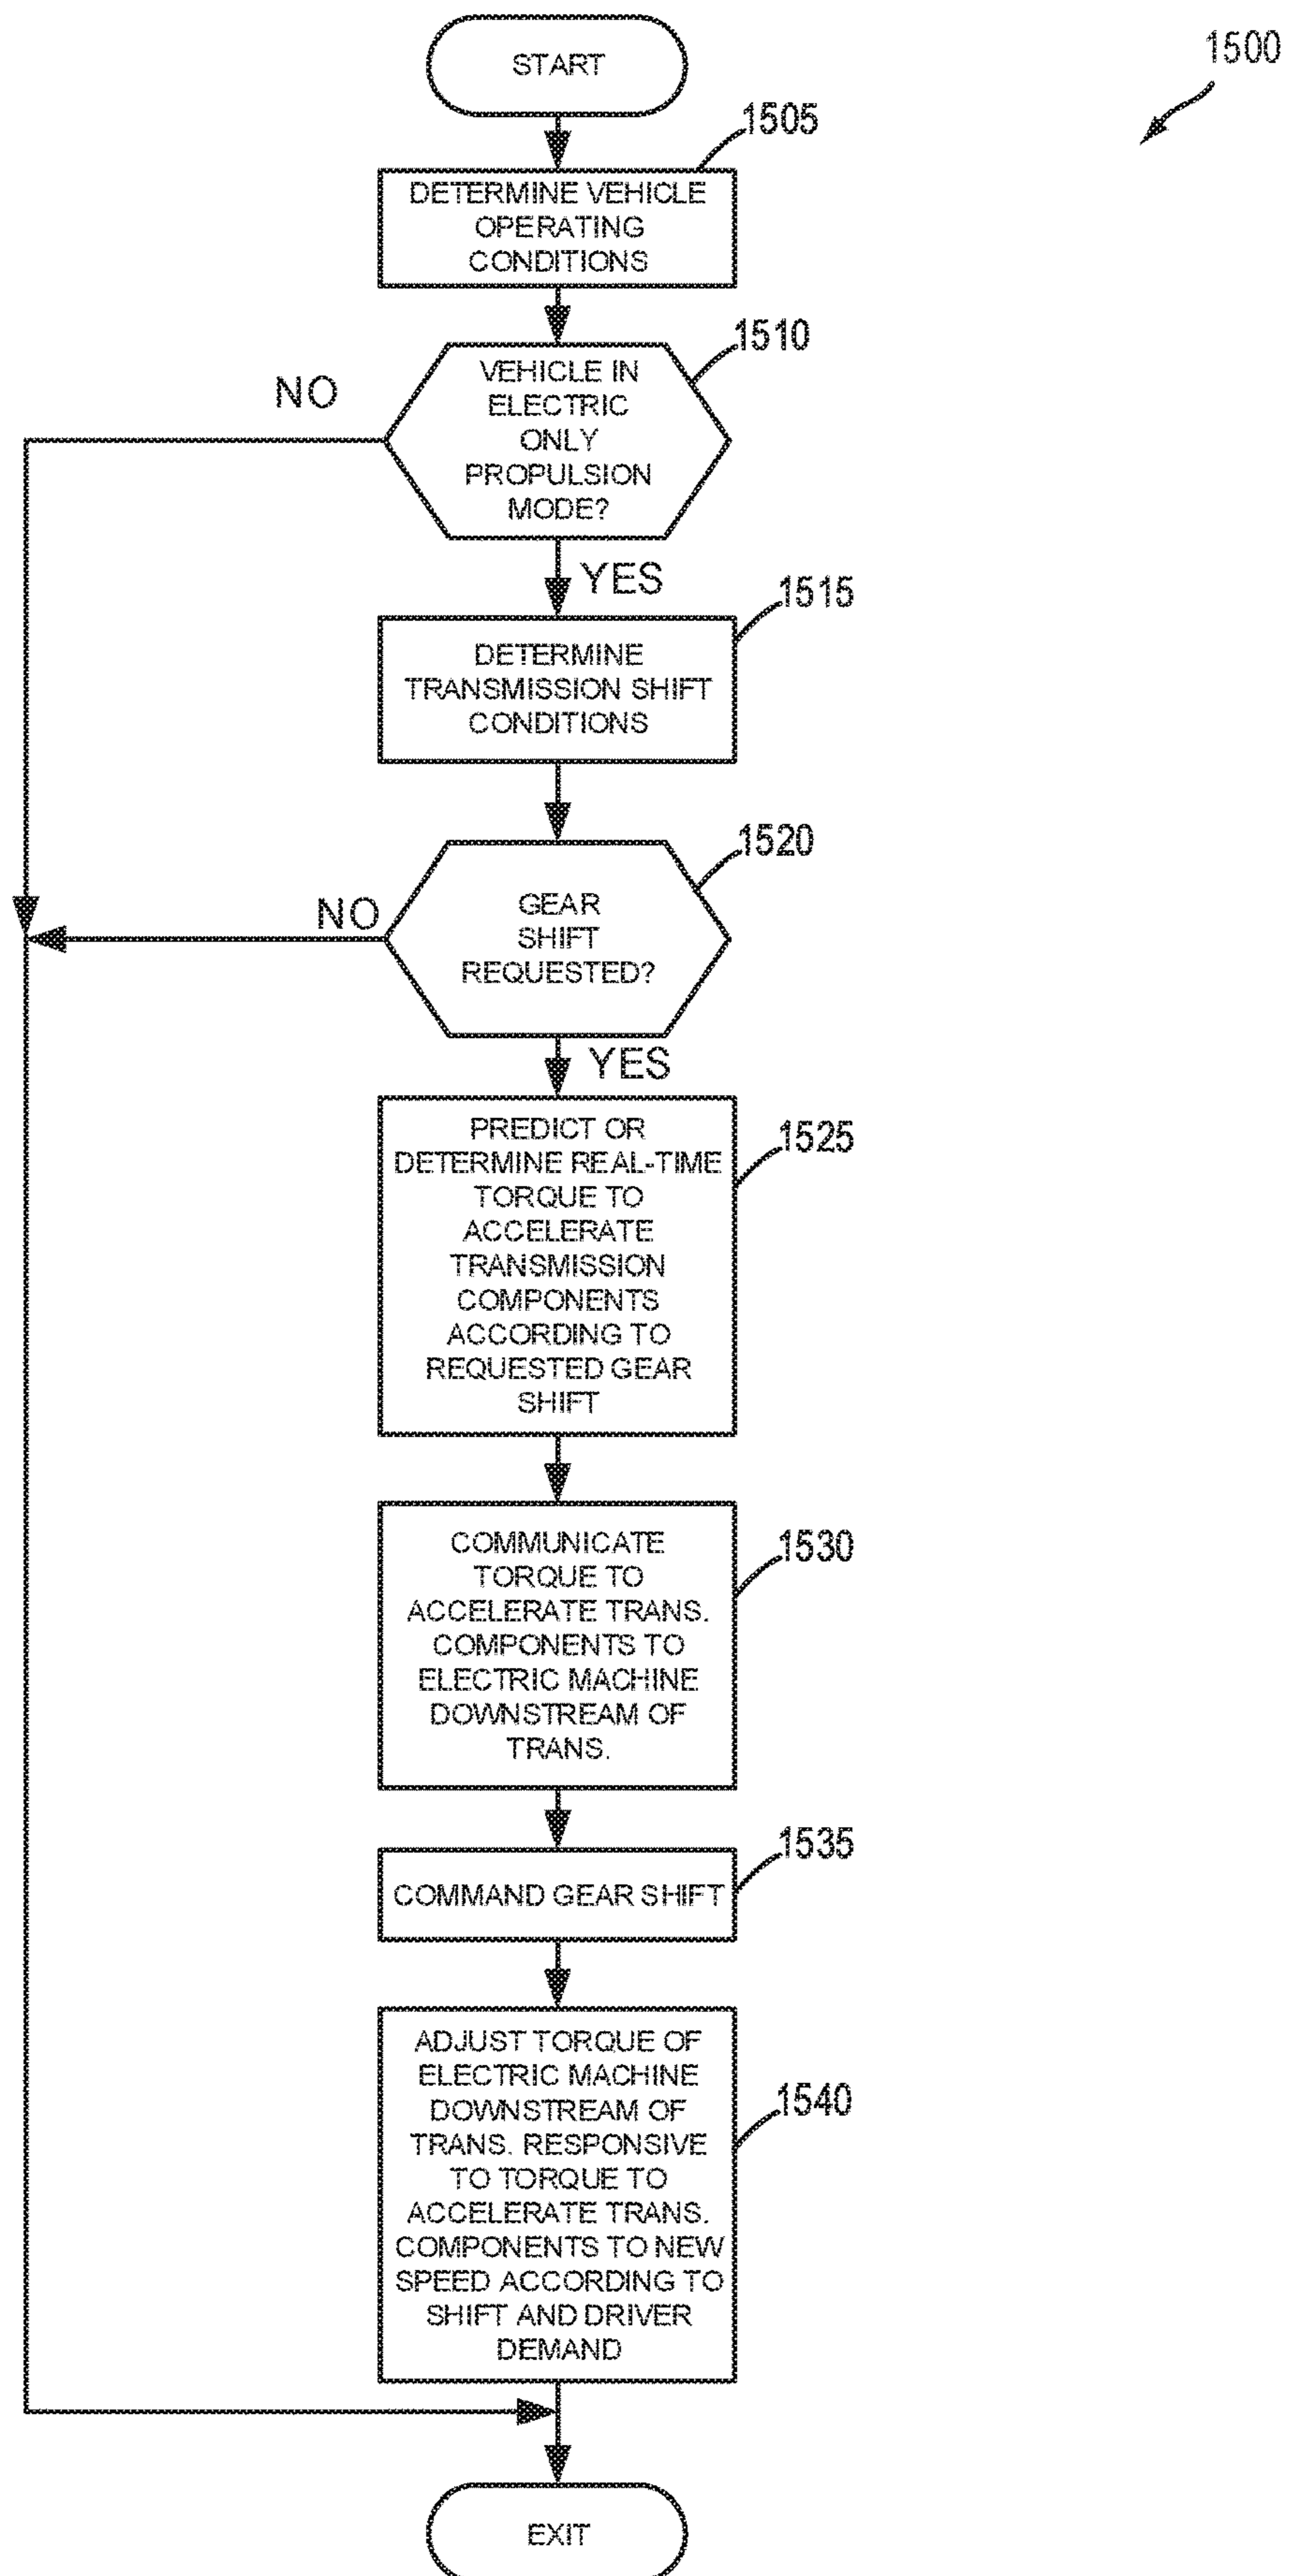 START
1500
1505
DETERMINE VEHICLE
OPERATING
CONDITIONS
1510
NO
VEHICLE IN
ELECTRIC
ONLY
PROPULSION
MODE?
YES
1515
DETERMINE
TRANSMISSION SHIFT
CONDITIONS
1520
NO
GEAR
SHIFT
REQUESTED?
YES
1525
PREDICT OR
DETERMINE REAL-TIME
TORQUE TO
ACCELERATE
TRANSMISSION
COMPONENTS
ACCORDING TO
REQUESTED GEAR
SHIFT
1530
COMMUNICATE
TORQUE TO
ACCELERATE TRANS.
COMPONENTS TO
ELECTRIC MACHINE
DOWNSTREAM OF
TRANS.
1535
COMMAND GEAR SHIFT
1540
ADJUST TORQUE OF
ELECTRIC MACHINE
DOWNSTREAM OF
TRANS. RESPONSIVE
TO TORQUE TO
ACCELERATE TRANS.
COMPONENTS TO NEW
SPEED ACCORDING TO
SHIFT AND DRIVER
DEMAND
EXIT